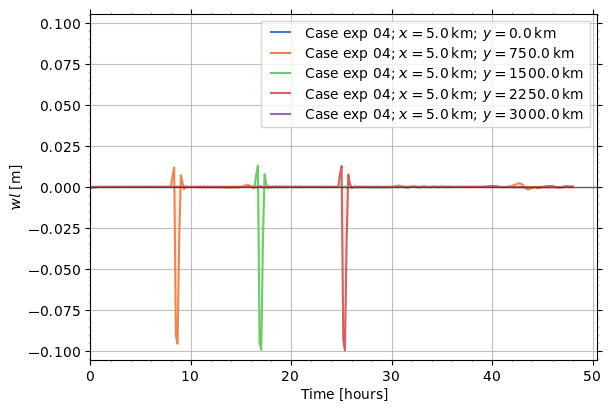 Case exp 04; x = 5.0 km; y = 0.0 km
Case exp 04; x = 5.0 km; y = 750.0 km
Case exp 04; x = 5.0 km; y = 1500.0 km
Case exp 04; x = 5.0 km; y = 2250.0 km
Case exp 04; x = 5.0 km; y = 3000.0 km
wl [m]
0.100
0.075
0.050
0.025
0.000
−0.025
−0.050
−0.075
−0.100
0 10 20 30 40 50
Time [hours]